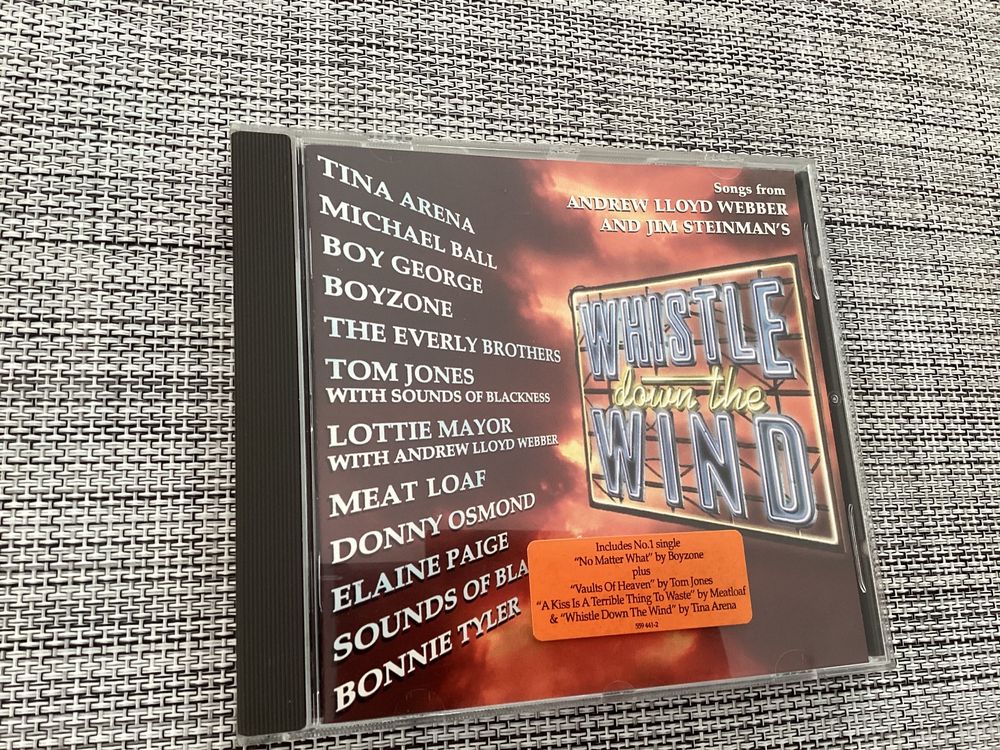 TINA ARENA
MICHAEL BALL
BOY GEORGE
BOYZONE
THE EVERLY BROTHERS
TOM JONES
WITH SOUNDS OF BLACKNESS
LOTTIE MAYOR
WITH ANDREW LLOYD WEBBER
MEAT LOAF
DONNY OSMOND
ELAINE PAIGE
SOUNDS OF BLA
BONNIE TYLER
Songs from
ANDREW LLOYD WEBBER
AND JIM STEINMAN'S
WHISTLE
down the
WIND
Includes No.1 single
"No Matter What" by Boyzone
plus
"Vaults Of Heaven" by Tom Jones
"A Kiss Is A Terrible Thing To Waste" by Meatloaf
& "Whistle Down The Wind" by Tina Arena
559 441-2